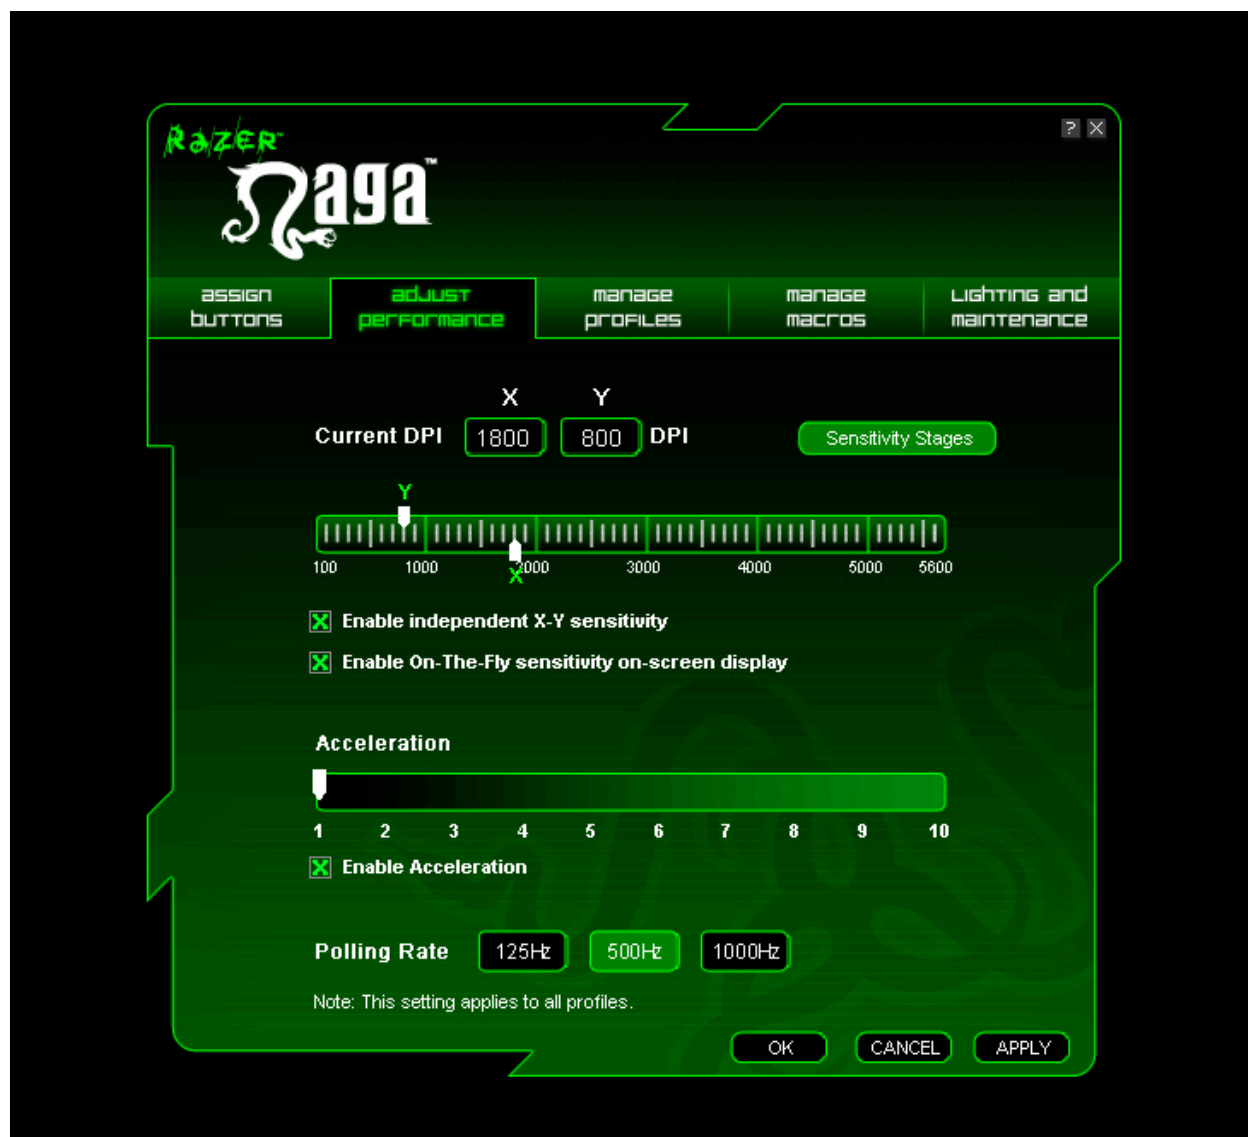 RAZER™
Naga™
? X
assign buttons
adjust performance
manage profiles
manage macros
Lighting and maintenance
X Y
Current DPI 1800 800 DPI Sensitivity Stages
Y
100 1000 2000 3000 4000 5000 5600
X
Enable independent X-Y sensitivity
Enable On-The-Fly sensitivity on-screen display
Acceleration
1 2 3 4 5 6 7 8 9 10
Enable Acceleration
Polling Rate 125Hz 500Hz 1000Hz
Note: This setting applies to all profiles.
OK CANCEL APPLY